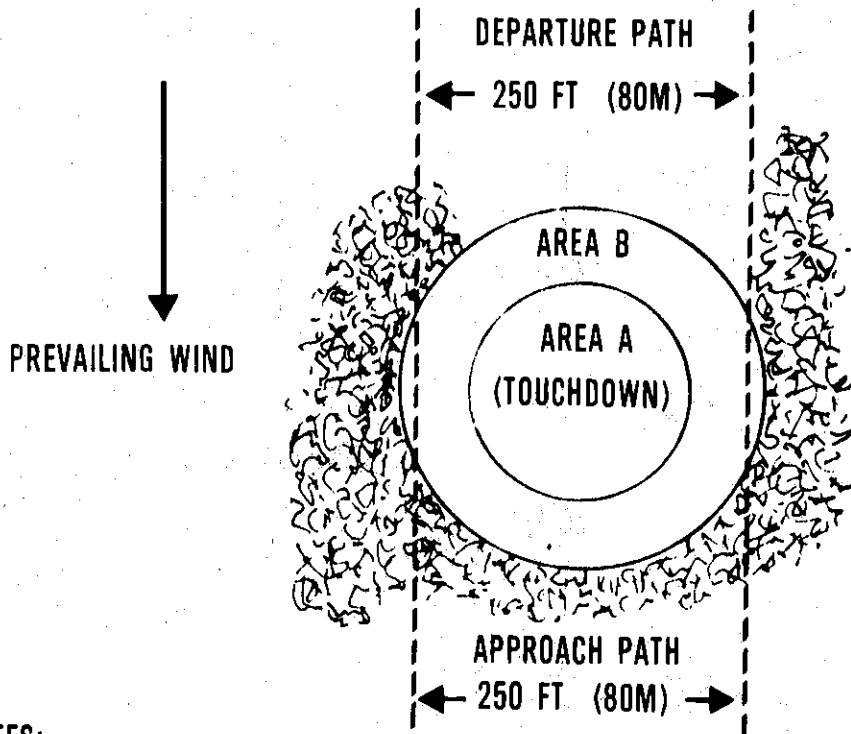 DEPARTURE PATH
250 FT (80M)
AREA B
AREA A
(TOUCHDOWN)
PREVAILING WIND
APPROACH PATH
250 FT (80M)